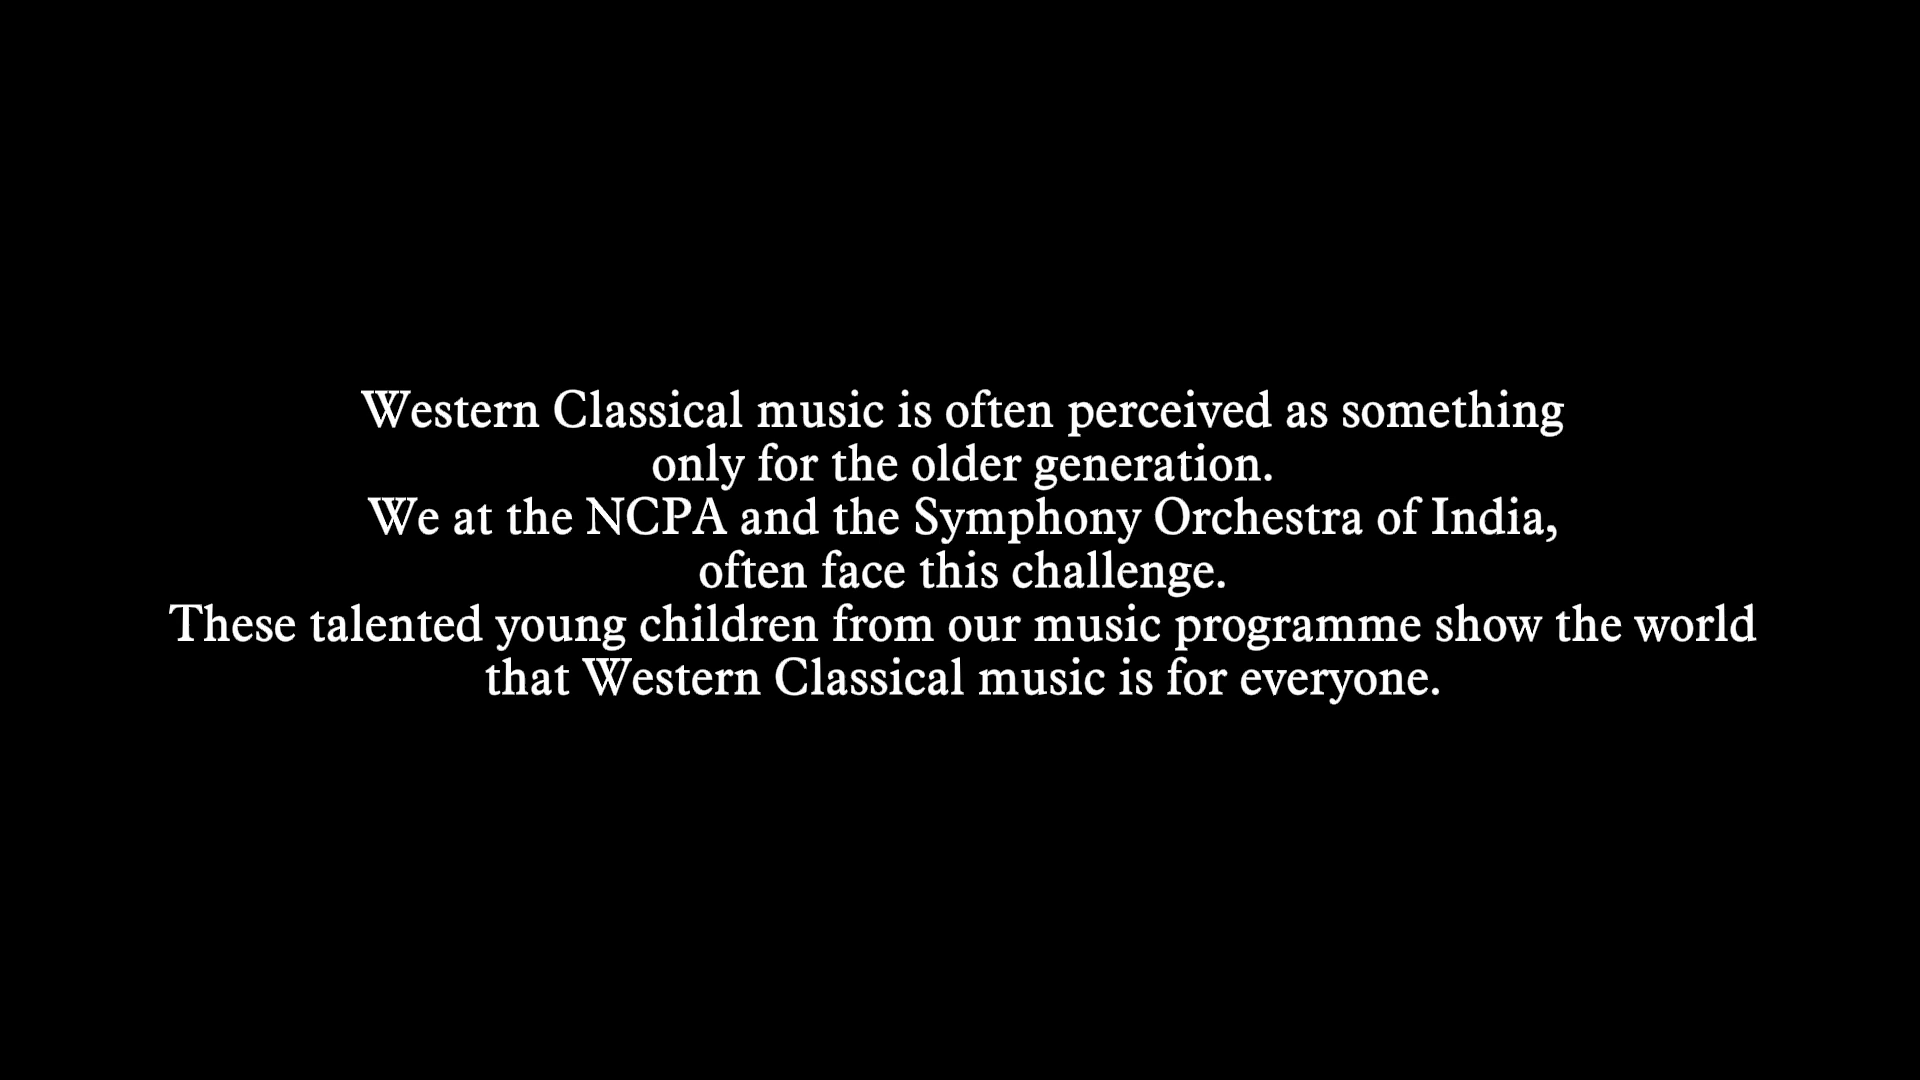 Western Classical music is often perceived as something
only for the older generation.
We at the NCPA and the Symphony Orchestra of India,
often face this challenge.
These talented young children from our music programme show the world
that Western Classical music is for everyone.